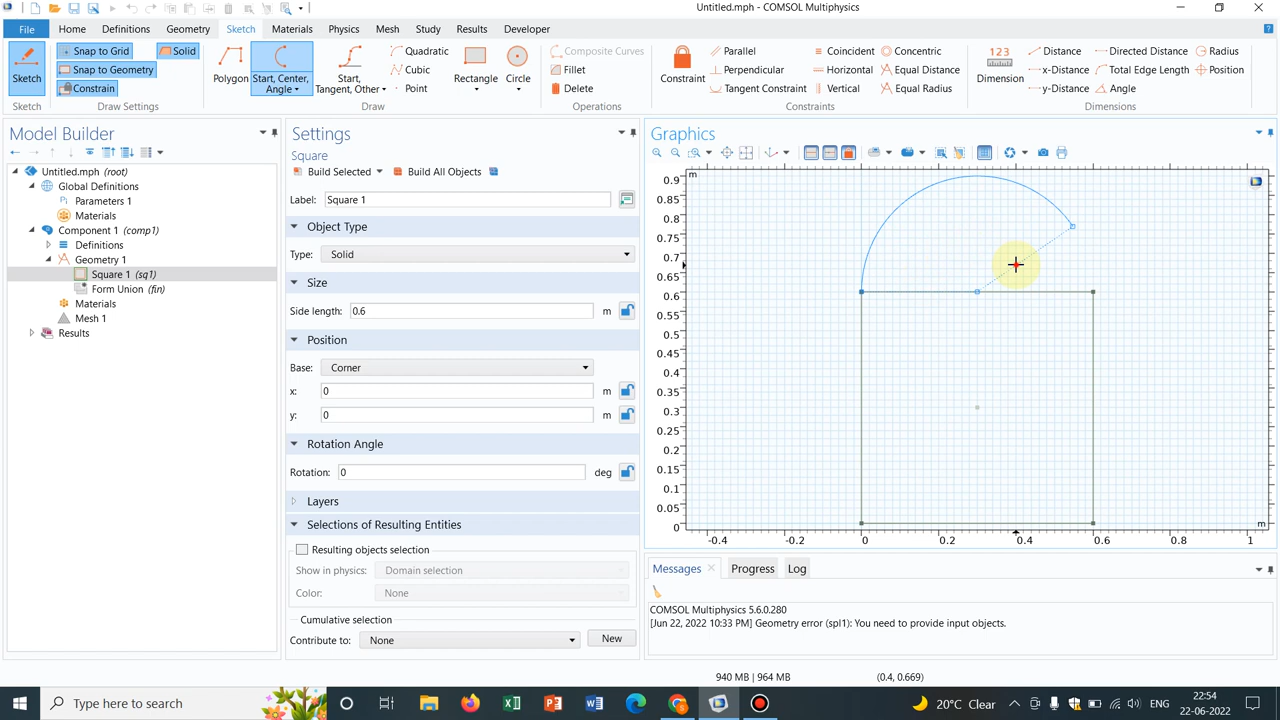 Untitled.mph - COMSOL Multiphysics
File Home Definitions Geometry Sketch Materials Physics Mesh Study Results Developer
Sketch
Snap to Grid Solid
Snap to Geometry
Constrain
Polygon
Start, Center, Angle
Start, Tangent, Other
Quadratic
Cubic
Point
Rectangle
Circle
Composite Curves
Fillet
Delete
Constraint
Parallel
Perpendicular
Tangent Constraint
Coincident
Horizontal
Vertical
Concentric
Equal Distance
Equal Radius
123
Dimension
Distance
x-Distance
y-Distance
Directed Distance
Total Edge Length
Angle
Radius
Position
Sketch Draw Settings Draw Operations Constraints Dimensions
Model Builder
Untitled.mph (root)
Global Definitions
Parameters 1
Materials
Component 1 (comp1)
Definitions
Geometry 1
Square 1 (sq1)
Form Union (fin)
Materials
Mesh 1
Results
Settings
Square
Build Selected Build All Objects
Label: Square 1
Object Type
Type: Solid
Size
Side length: 0.6 m
Position
Base: Corner
x: 0 m
y: 0 m
Rotation Angle
Rotation: 0 deg
Layers
Selections of Resulting Entities
Resulting objects selection
Show in physics: Domain selection
Color: None
Cumulative selection
Contribute to: None New
Graphics
m
0.9
0.85
0.8
0.75
0.7
0.65
0.6
0.55
0.5
0.45
0.4
0.35
0.3
0.25
0.2
0.15
0.1
0.05
0
m
-0.4 -0.2 0 0.2 0.4 0.6 0.8 1
Messages Progress Log
COMSOL Multiphysics 5.6.0.280
[Jun 22, 2022 10:33 PM] Geometry error (spl1): You need to provide input objects.
940 MB | 964 MB (0.4, 0.669)
Type here to search
20°C Clear
ENG
22:54
22-06-2022